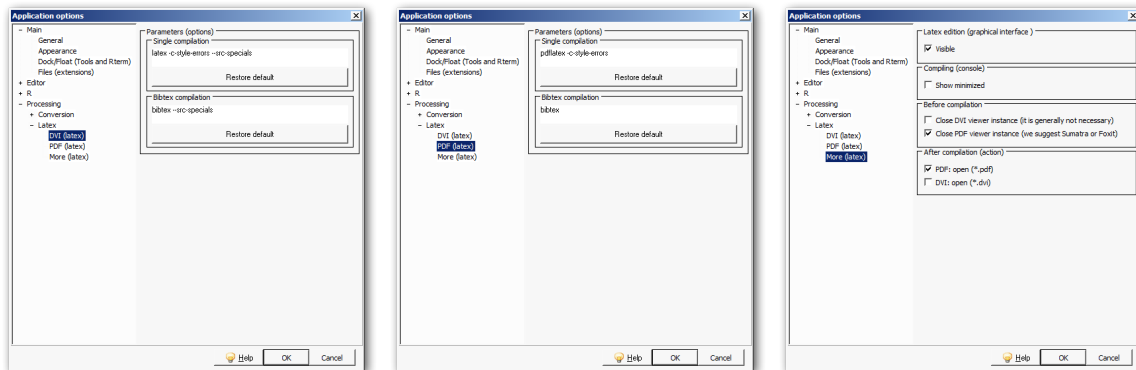 Application options
− Main
General
Appearance
Dock/Float (Tools and Rterm)
Files (extensions)
+ Editor
+ R
− Processing
+ Conversion
− Latex
DVI (latex)
PDF (latex)
More (latex)
Parameters (options)
Single compilation
latex -c-style-errors --src-specials
Restore default
Bibtex compilation
bibtex --src-specials
Restore default
Help
OK
Cancel
Application options
− Main
General
Appearance
Dock/Float (Tools and Rterm)
Files (extensions)
+ Editor
+ R
− Processing
+ Conversion
− Latex
DVI (latex)
PDF (latex)
More (latex)
Parameters (options)
Single compilation
pdflatex -c-style-errors
Restore default
Bibtex compilation
bibtex
Restore default
Help
OK
Cancel
Application options
− Main
General
Appearance
Dock/Float (Tools and Rterm)
Files (extensions)
+ Editor
+ R
− Processing
+ Conversion
− Latex
DVI (latex)
PDF (latex)
More (latex)
Latex edition (graphical interface )
Visible
Compiling (console)
Show minimized
Before compilation
Close DVI viewer instance (it is generally not necessary)
Close PDF viewer instance (we suggest Sumatra or Foxit)
After compilation (action)
PDF: open (*.pdf)
DVI: open (*.dvi)
Help
OK
Cancel